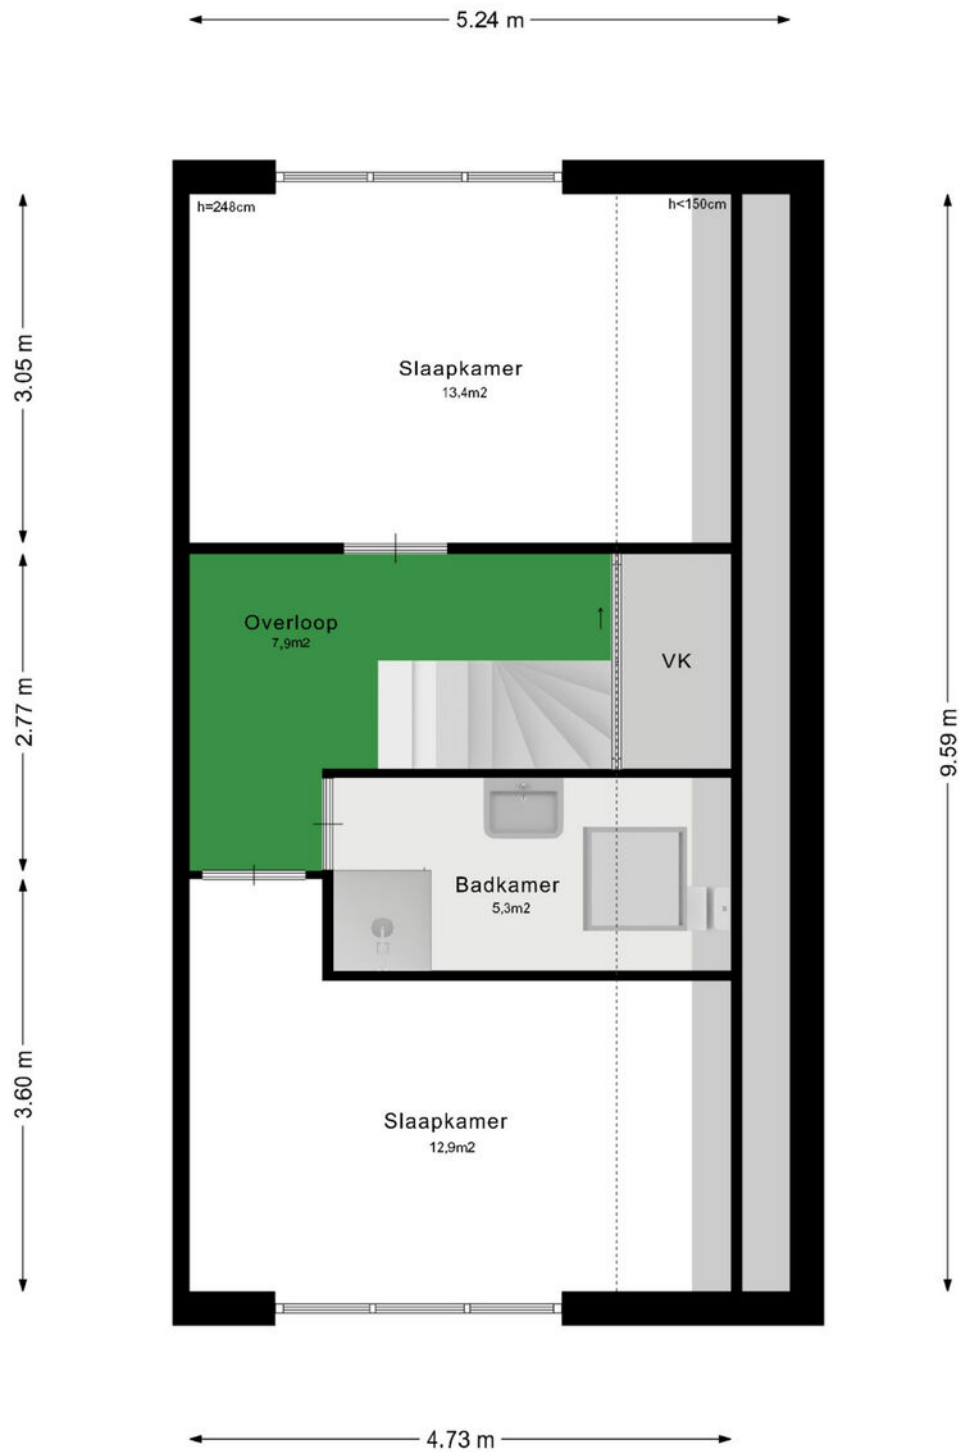 5.24 m
h=248cm
h<150cm
3.05 m
Slaapkamer
13.4m2
Overloop
7,9m2
VK
2.77 m
9.59 m
Badkamer
5,3m2
3.60 m
Slaapkamer
12,9m2
4.73 m